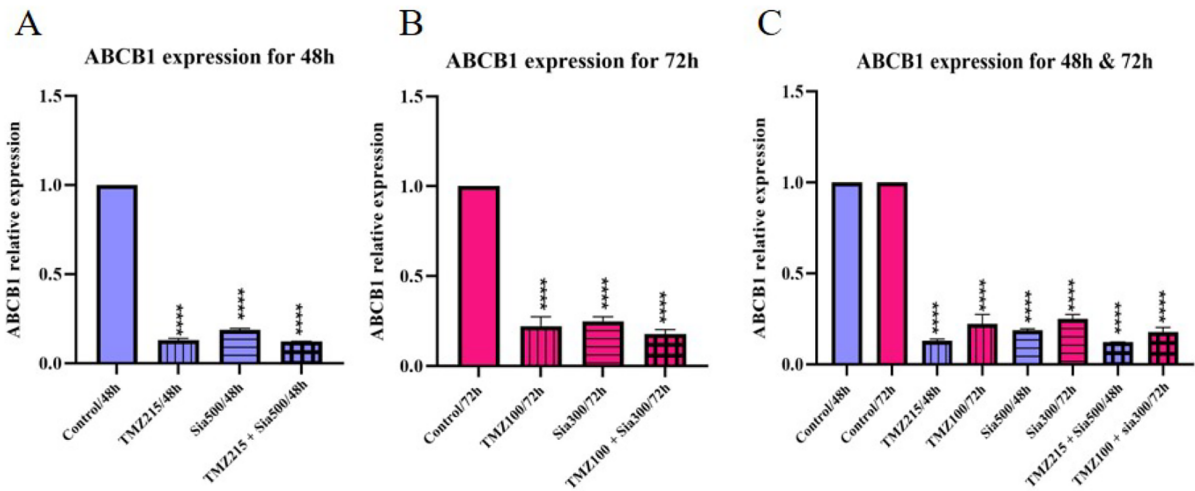 A
ABCB1 expression for 48h
ABCB1 relative expression
1.5
1.0
0.5
0.0
****
****
****
Control/48h
TMZ215/48h
Sia500/48h
TMZ215 + Sia500/48h
B
ABCB1 expression for 72h
ABCB1 relative expression
1.5
1.0
0.5
0.0
****
****
****
Control/72h
TMZ100/72h
Sia300/72h
TMZ100 + Sia300/72h
C
ABCB1 expression for 48h & 72h
ABCB1 relative expression
1.5
1.0
0.5
0.0
****
****
****
****
****
****
Control/48h
Control/72h
TMZ215/48h
TMZ100/72h
Sia500/48h
Sia300/72h
TMZ215 + Sia500/48h
TMZ100 + sia300/72h